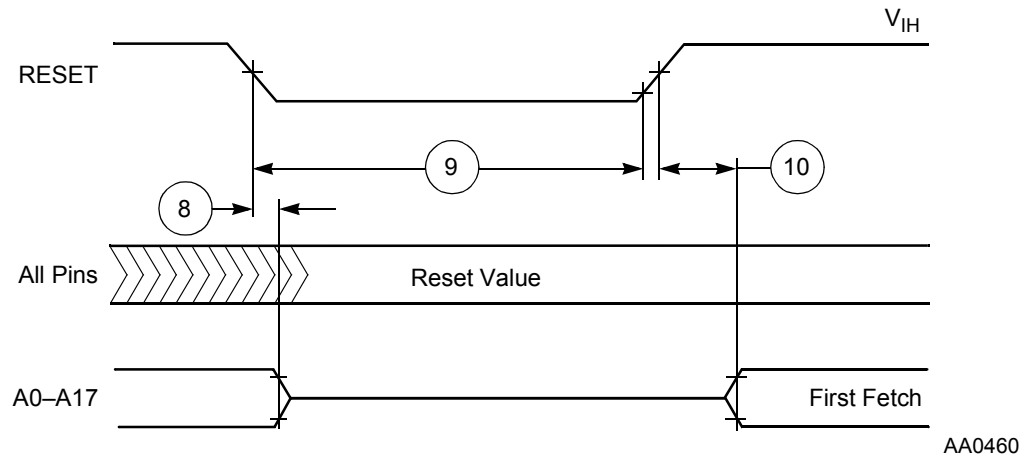 V_IH
RESET
9
10
8
All Pins
Reset Value
A0–A17
First Fetch
AA0460